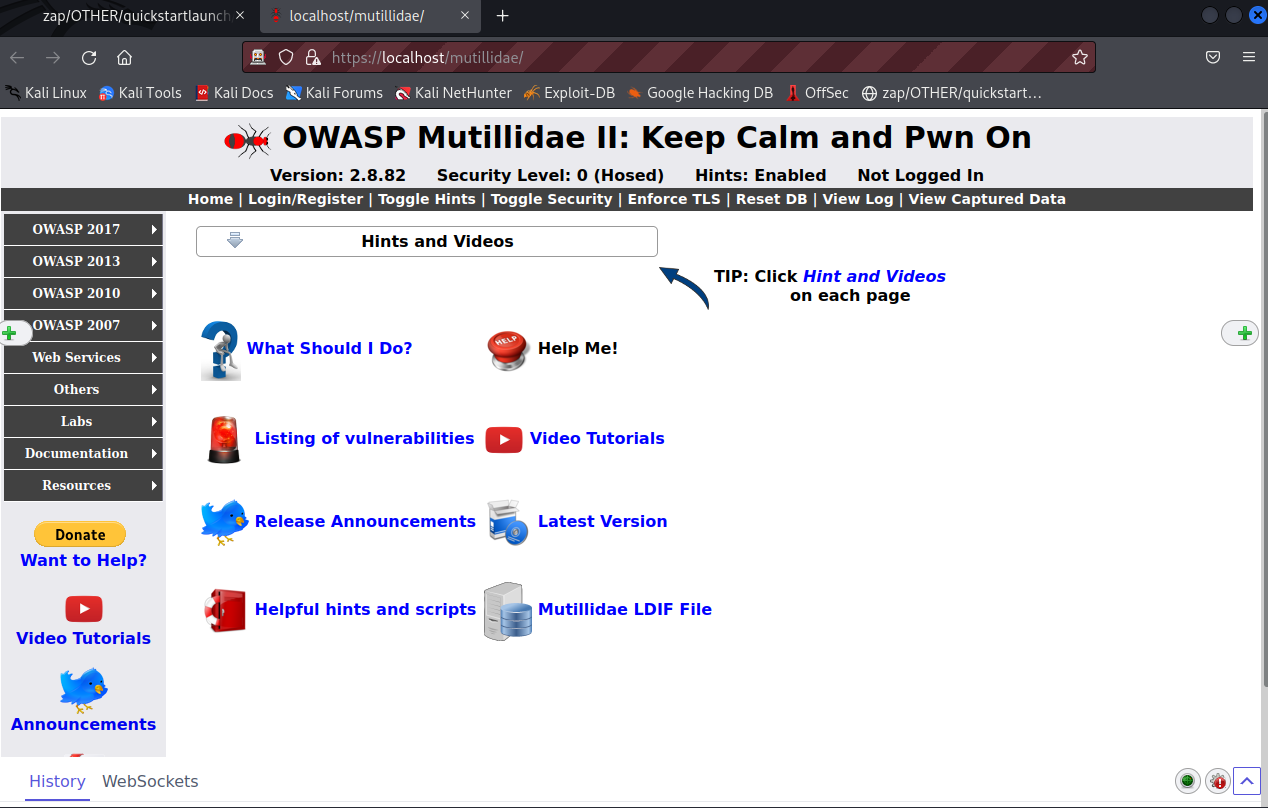 zap/OTHER/quickstartlaunch
localhost/mutillidae/
https://localhost/mutillidae/
Kali Linux Kali Tools Kali Docs Kali Forums Kali NetHunter Exploit-DB Google Hacking DB OffSec zap/OTHER/quickstart...
OWASP Mutillidae II: Keep Calm and Pwn On
Version: 2.8.82 Security Level: 0 (Hosed) Hints: Enabled Not Logged In
Home | Login/Register | Toggle Hints | Toggle Security | Enforce TLS | Reset DB | View Log | View Captured Data
OWASP 2017
OWASP 2013
OWASP 2010
OWASP 2007
Web Services
Others
Labs
Documentation
Resources
Donate
Want to Help?
Video Tutorials
Announcements
Hints and Videos
TIP: Click Hint and Videos
on each page
What Should I Do? Help Me!
HELP
Listing of vulnerabilities Video Tutorials
Release Announcements Latest Version
Helpful hints and scripts Mutillidae LDIF File
History WebSockets